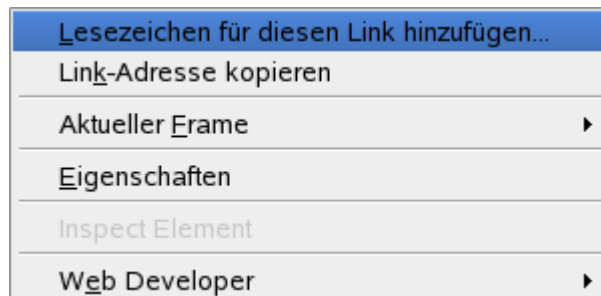 Lesezeichen für diesen Link hinzufügen...
Link-Adresse kopieren
Aktueller Frame
Eigenschaften
Inspect Element
Web Developer